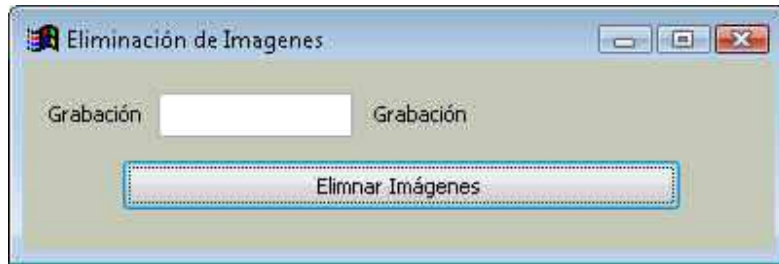 Eliminación de Imagenes
Grabación Grabación
Elimnar Imágenes